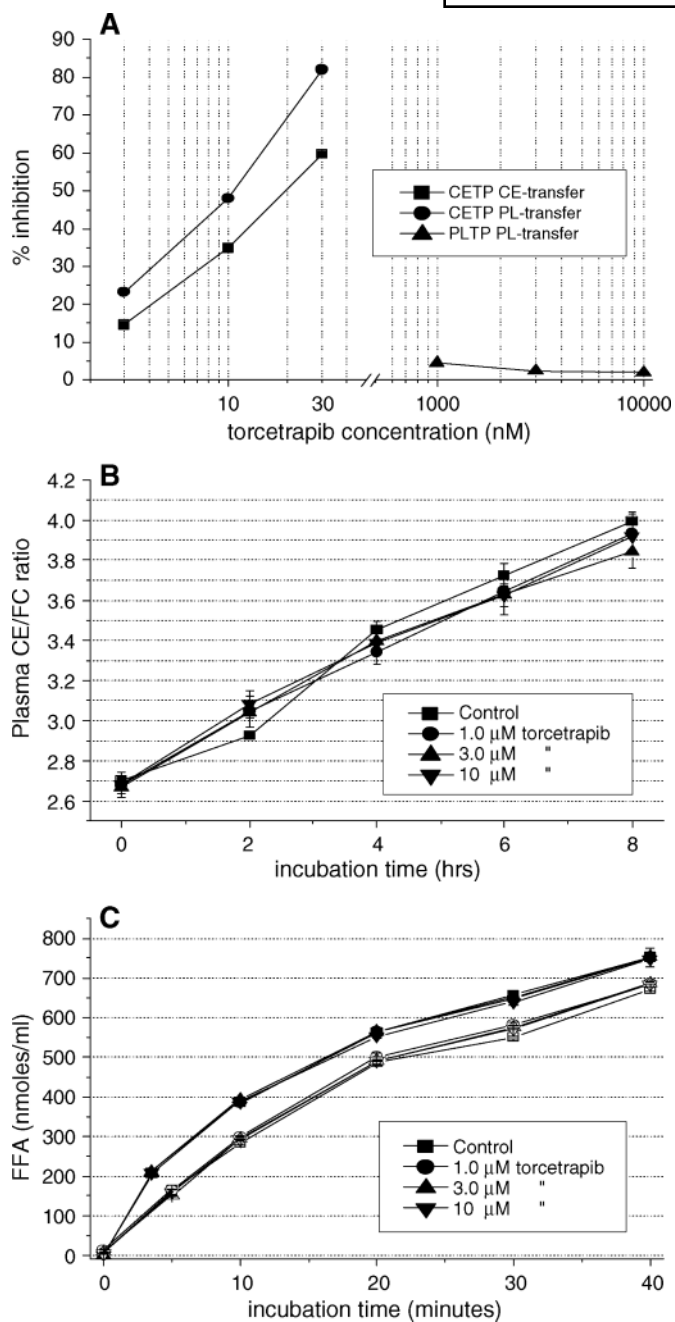 A
90
80
70
60
50
40
30
20
10
0
% inhibition
CETP CE-transfer
CETP PL-transfer
PLTP PL-transfer
10 30 1000 10000
torcetrapib concentration (nM)
B
4.2
4.0
3.8
3.6
3.4
3.2
3.0
2.8
2.6
Plasma CE/FC ratio
Control
1.0 μM torcetrapib
3.0 μM "
10 μM "
0 2 4 6 8
incubation time (hrs)
C
800
700
600
500
400
300
200
100
0
FFA (nmoles/ml)
Control
1.0 μM torcetrapib
3.0 μM "
10 μM "
0 10 20 30 40
incubation time (minutes)